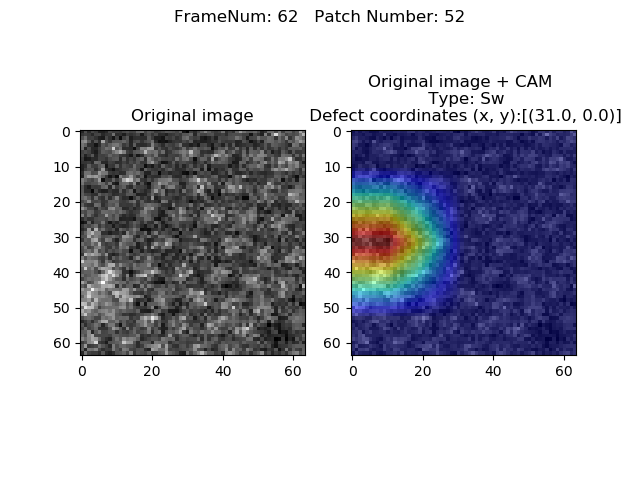 FrameNum: 62   Patch Number: 52
Original image
Original image + CAM
Type: Sw
Defect coordinates (x, y):[(31.0, 0.0)]
0
10
20
30
40
50
60
0 20 40 60
0
10
20
30
40
50
60
0 20 40 60